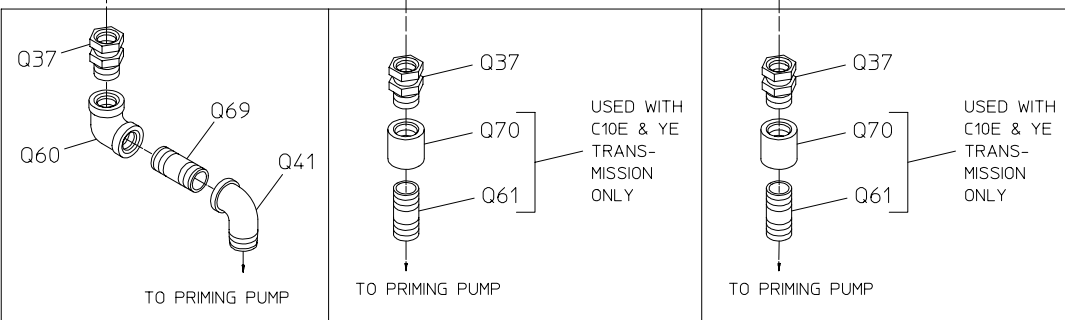 Q37
Q60
Q69
Q41
TO PRIMING PUMP
Q37
Q70
Q61
USED WITH
C10E & YE
TRANS-
MISSION
ONLY
TO PRIMING PUMP
Q37
Q70
Q61
USED WITH
C10E & YE
TRANS-
MISSION
ONLY
TO PRIMING PUMP